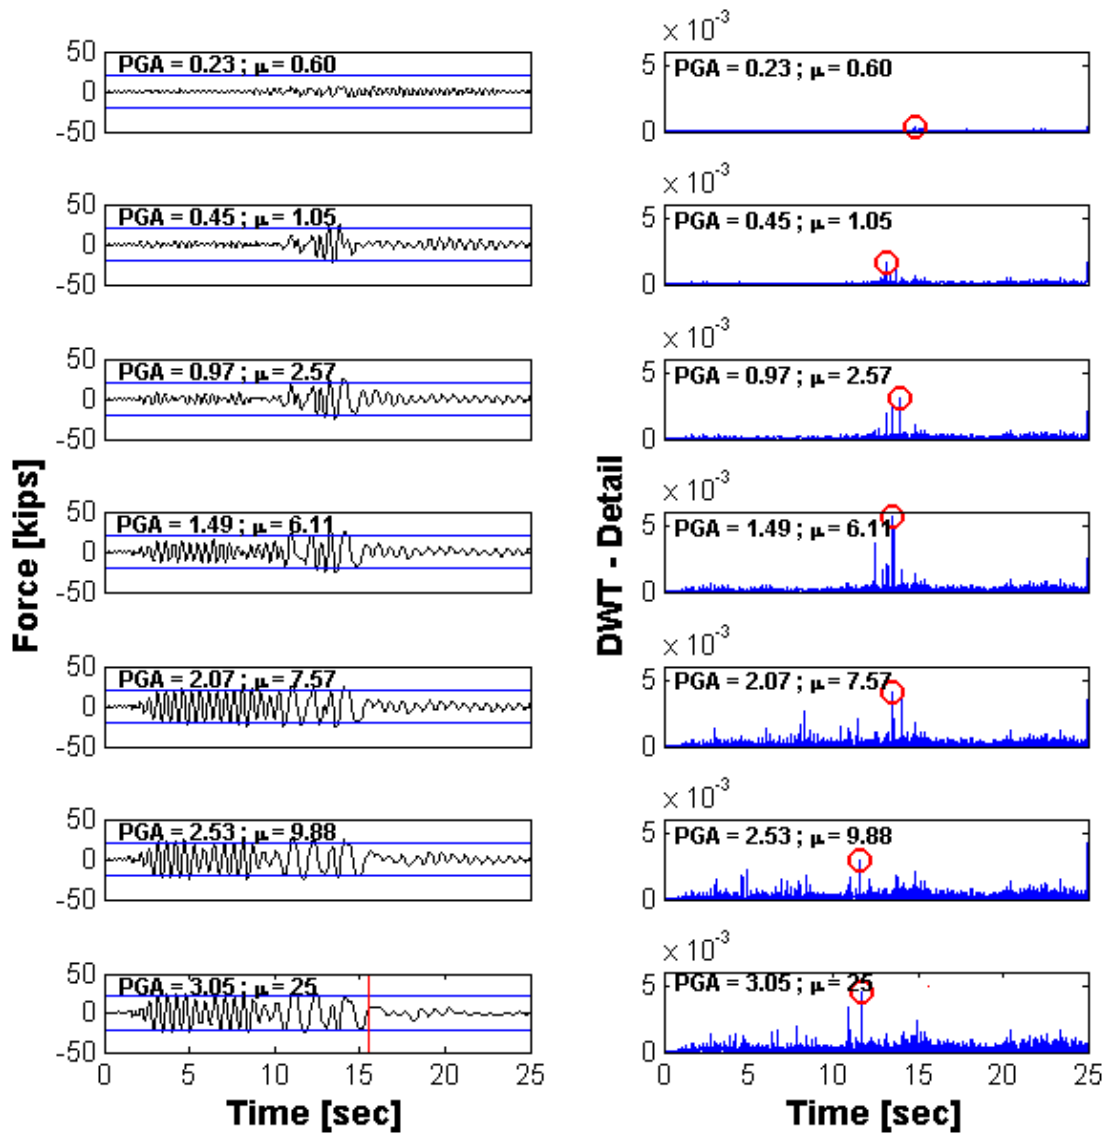 × 10-3
50
0
-50
PGA = 0.23 ; μ = 0.60
6
0
PGA = 0.23 ; μ = 0.60
× 10-3
50
0
-50
PGA = 0.45 ; μ = 1.05
5
0
PGA = 0.45 ; μ = 1.05
× 10-3
50
0
-50
PGA = 0.97 ; μ = 2.57
5
0
PGA = 0.97 ; μ = 2.57
× 10-3
50
0
-50
PGA = 1.49 ; μ = 6.11
5
0
PGA = 1.49 ; μ = 6.11
× 10-3
50
0
-50
PGA = 2.07 ; μ = 7.57
5
0
PGA = 2.07 ; μ = 7.57
× 10-3
50
0
-50
PGA = 2.53 ; μ = 9.88
5
0
PGA = 2.53 ; μ = 9.88
× 10-3
50
0
-50
PGA = 3.05 ; μ = 25
5
0
PGA = 3.05 ; μ = 25
0 5 10 15 20 25
0 5 10 15 20 25
Force [kips]
DWT - Detail
Time [sec]
Time [sec]